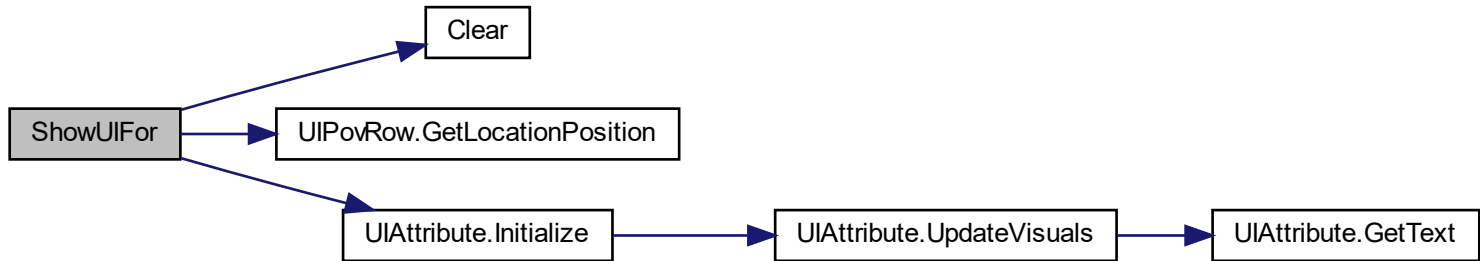 Clear
ShowUIFor
UIPovRow.GetLocationPosition
UIAttribute.Initialize
UIAttribute.UpdateVisuals
UIAttribute.GetText